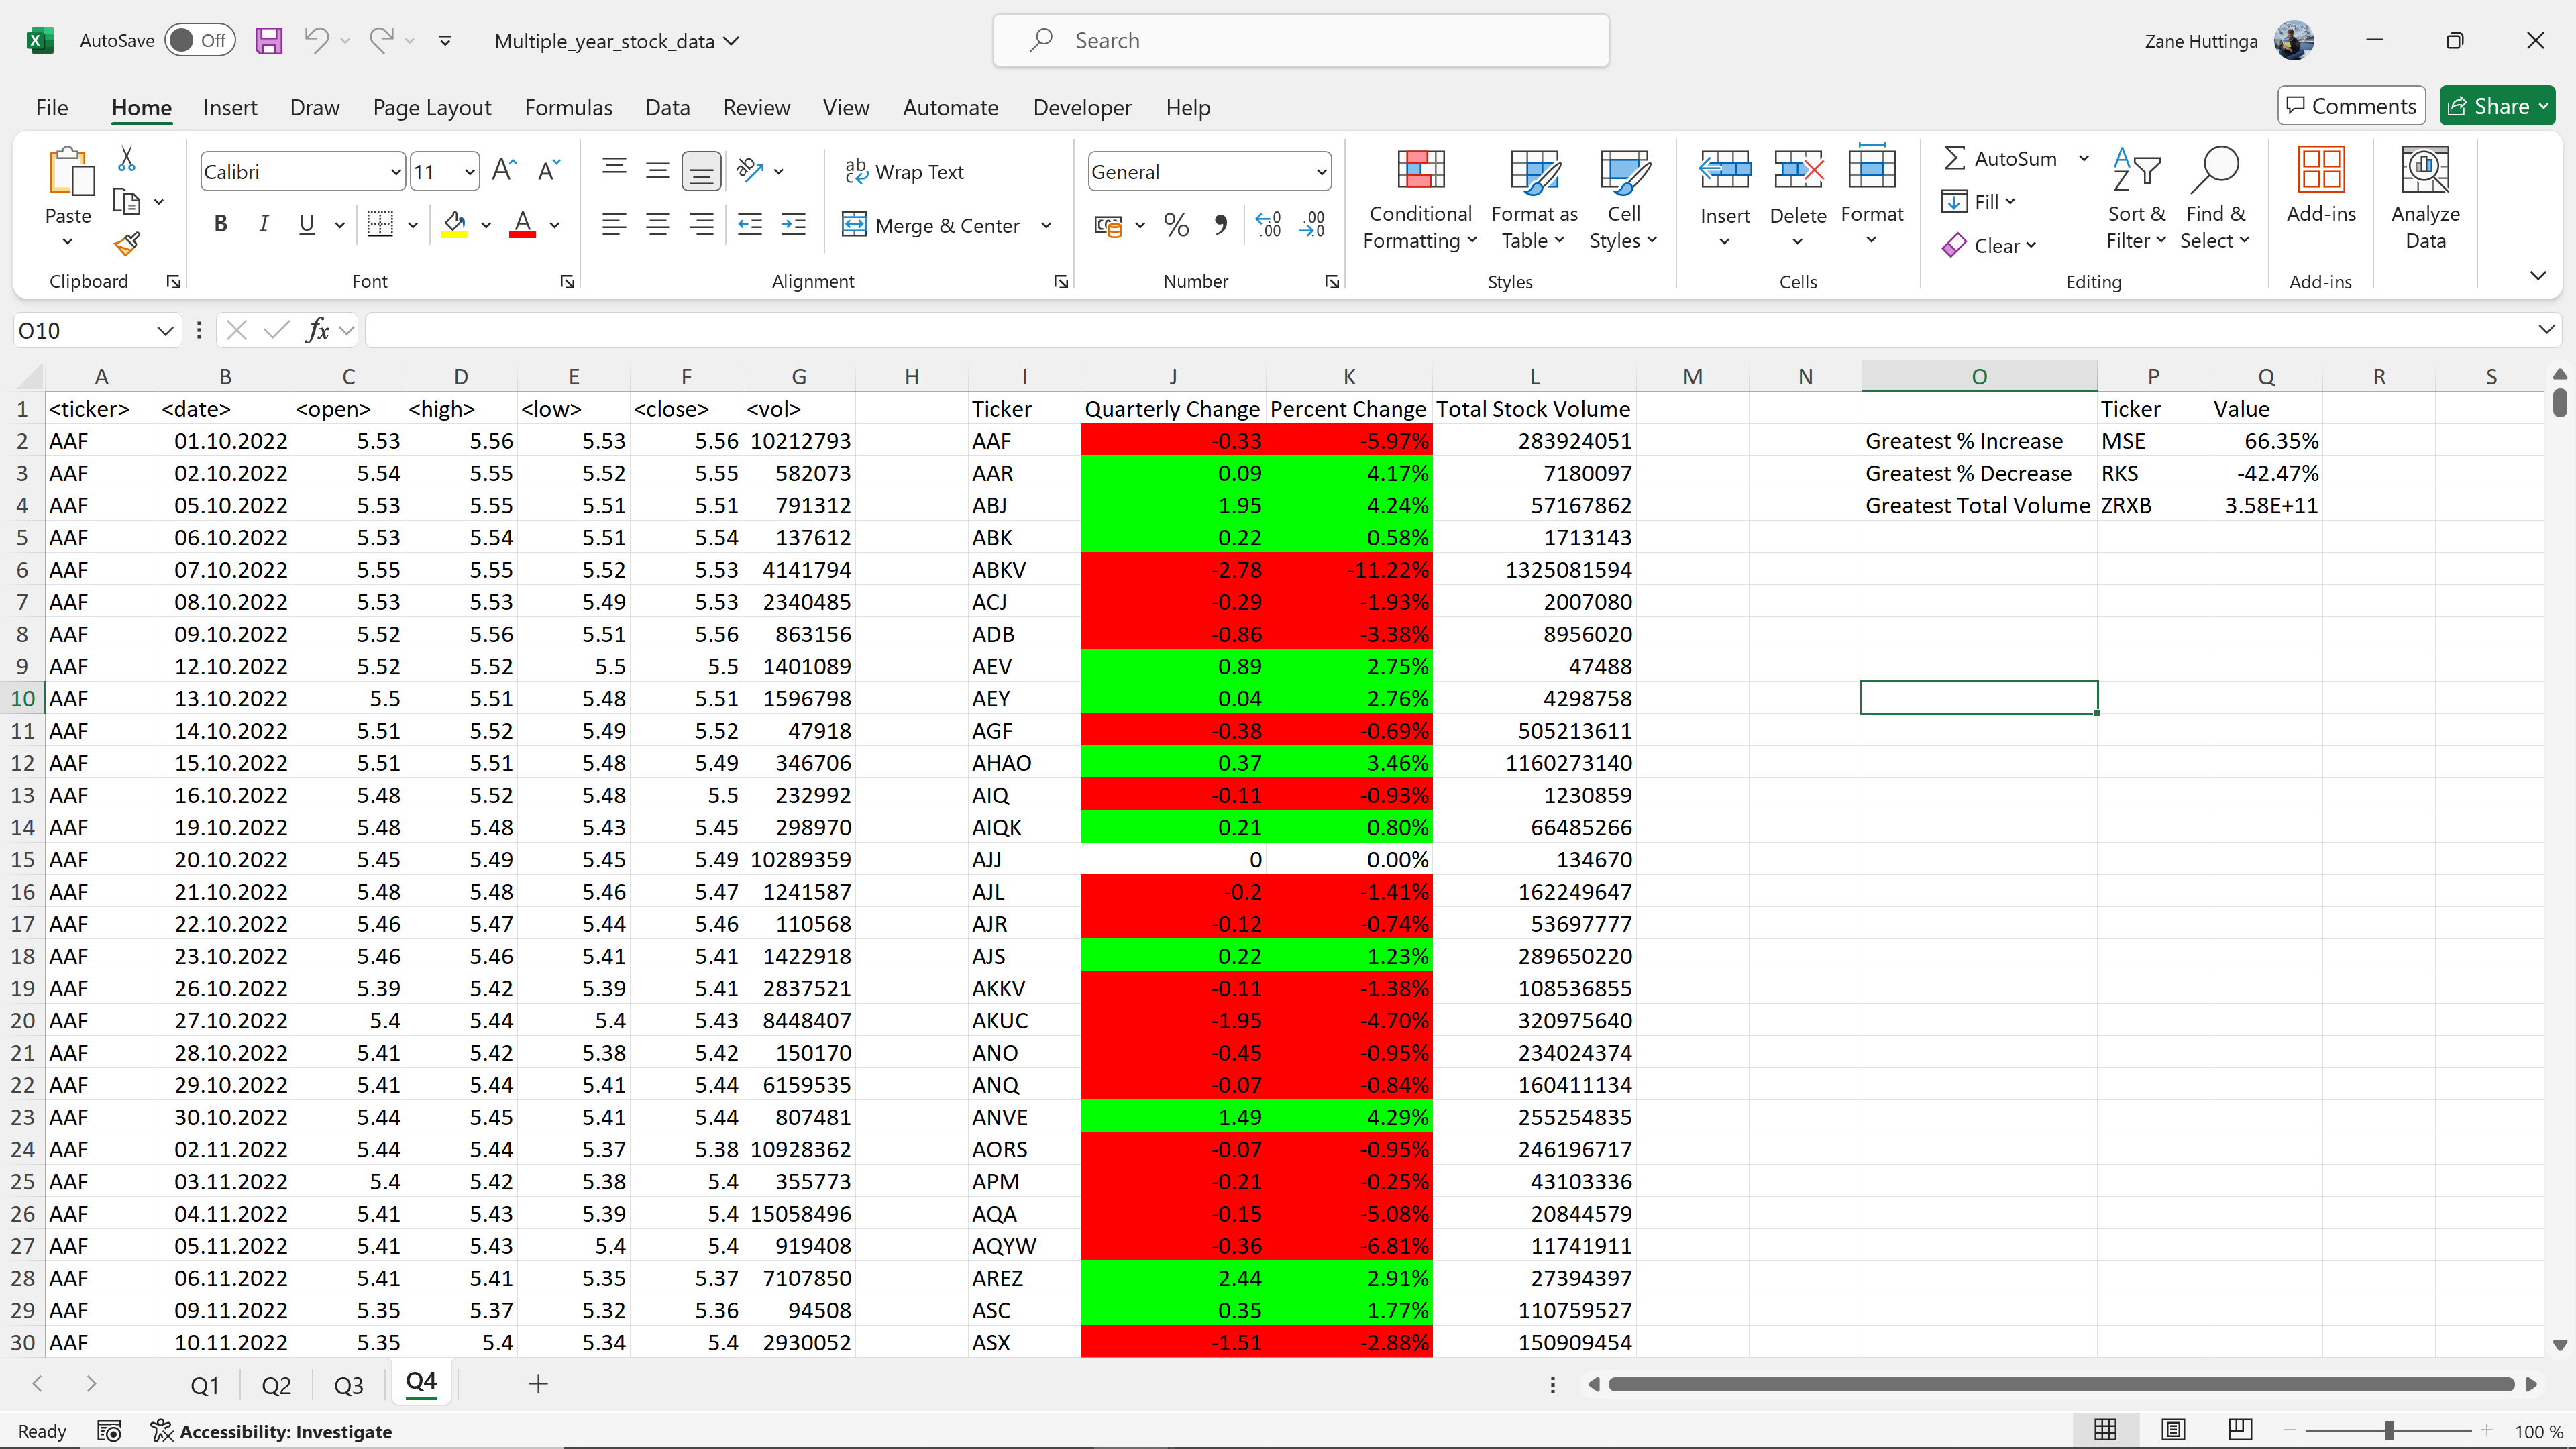 AutoSave Off Multiple_year_stock_data Search Zane Huttinga
File Home Insert Draw Page Layout Formulas Data Review View Automate Developer Help Comments Share
Calibri 11 Wrap Text General AutoSum
Paste Conditional Formatting Format as Table Cell Styles Insert Delete Format Fill Sort & Filter Find & Select Add-ins Analyze Data
B I U A Merge & Center % Clear
Clipboard Font Alignment Number Styles Cells Editing Add-ins
O10 fx
A B C D E F G H I J K L M N O P Q R S
1 <ticker> <date> <open> <high> <low> <close> <vol> Ticker Quarterly Change Percent Change Total Stock Volume Ticker Value
2 AAF 01.10.2022 5.53 5.56 5.53 5.56 10212793 AAF -0.33 -5.97% 283924051 Greatest % Increase MSE 66.35%
3 AAF 02.10.2022 5.54 5.55 5.52 5.55 582073 AAR 0.09 4.17% 7180097 Greatest % Decrease RKS -42.47%
4 AAF 05.10.2022 5.53 5.55 5.51 5.51 791312 ABJ 1.95 4.24% 57167862 Greatest Total Volume ZRXB 3.58E+11
5 AAF 06.10.2022 5.53 5.54 5.51 5.54 137612 ABK 0.22 0.58% 1713143
6 AAF 07.10.2022 5.55 5.55 5.52 5.53 4141794 ABKV -2.78 -11.22% 1325081594
7 AAF 08.10.2022 5.53 5.53 5.49 5.53 2340485 ACJ -0.29 -1.93% 2007080
8 AAF 09.10.2022 5.52 5.56 5.51 5.56 863156 ADB -0.86 -3.38% 8956020
9 AAF 12.10.2022 5.52 5.52 5.5 5.5 1401089 AEV 0.89 2.75% 47488
10 AAF 13.10.2022 5.5 5.51 5.48 5.51 1596798 AEY 0.04 2.76% 4298758
11 AAF 14.10.2022 5.51 5.52 5.49 5.52 47918 AGF -0.38 -0.69% 505213611
12 AAF 15.10.2022 5.51 5.51 5.48 5.49 346706 AHAO 0.37 3.46% 1160273140
13 AAF 16.10.2022 5.48 5.52 5.48 5.5 232992 AIQ -0.11 -0.93% 1230859
14 AAF 19.10.2022 5.48 5.48 5.43 5.45 298970 AIQK 0.21 0.80% 66485266
15 AAF 20.10.2022 5.45 5.49 5.45 5.49 10289359 AJJ 0 0.00% 134670
16 AAF 21.10.2022 5.48 5.48 5.46 5.47 1241587 AJL -0.2 -1.41% 162249647
17 AAF 22.10.2022 5.46 5.47 5.44 5.46 110568 AJR -0.12 -0.74% 53697777
18 AAF 23.10.2022 5.46 5.46 5.41 5.41 1422918 AJS 0.22 1.23% 289650220
19 AAF 26.10.2022 5.39 5.42 5.39 5.41 2837521 AKKV -0.11 -1.38% 108536855
20 AAF 27.10.2022 5.4 5.44 5.4 5.43 8448407 AKUC -1.95 -4.70% 320975640
21 AAF 28.10.2022 5.41 5.42 5.38 5.42 150170 ANO -0.45 -0.95% 234024374
22 AAF 29.10.2022 5.41 5.44 5.41 5.44 6159535 ANQ -0.07 -0.84% 160411134
23 AAF 30.10.2022 5.44 5.45 5.41 5.44 807481 ANVE 1.49 4.29% 255254835
24 AAF 02.11.2022 5.44 5.44 5.37 5.38 10928362 AORS -0.07 -0.95% 246196717
25 AAF 03.11.2022 5.4 5.42 5.38 5.4 355773 APM -0.21 -0.25% 43103336
26 AAF 04.11.2022 5.41 5.43 5.39 5.4 15058496 AQA -0.15 -5.08% 20844579
27 AAF 05.11.2022 5.41 5.43 5.4 5.4 919408 AQYW -0.36 -6.81% 11741911
28 AAF 06.11.2022 5.41 5.41 5.35 5.37 7107850 AREZ 2.44 2.91% 27394397
29 AAF 09.11.2022 5.35 5.37 5.32 5.36 94508 ASC 0.35 1.77% 110759527
30 AAF 10.11.2022 5.35 5.4 5.34 5.4 2930052 ASX -1.51 -2.88% 150909454
Q1 Q2 Q3 Q4
Ready Accessibility: Investigate 100 %